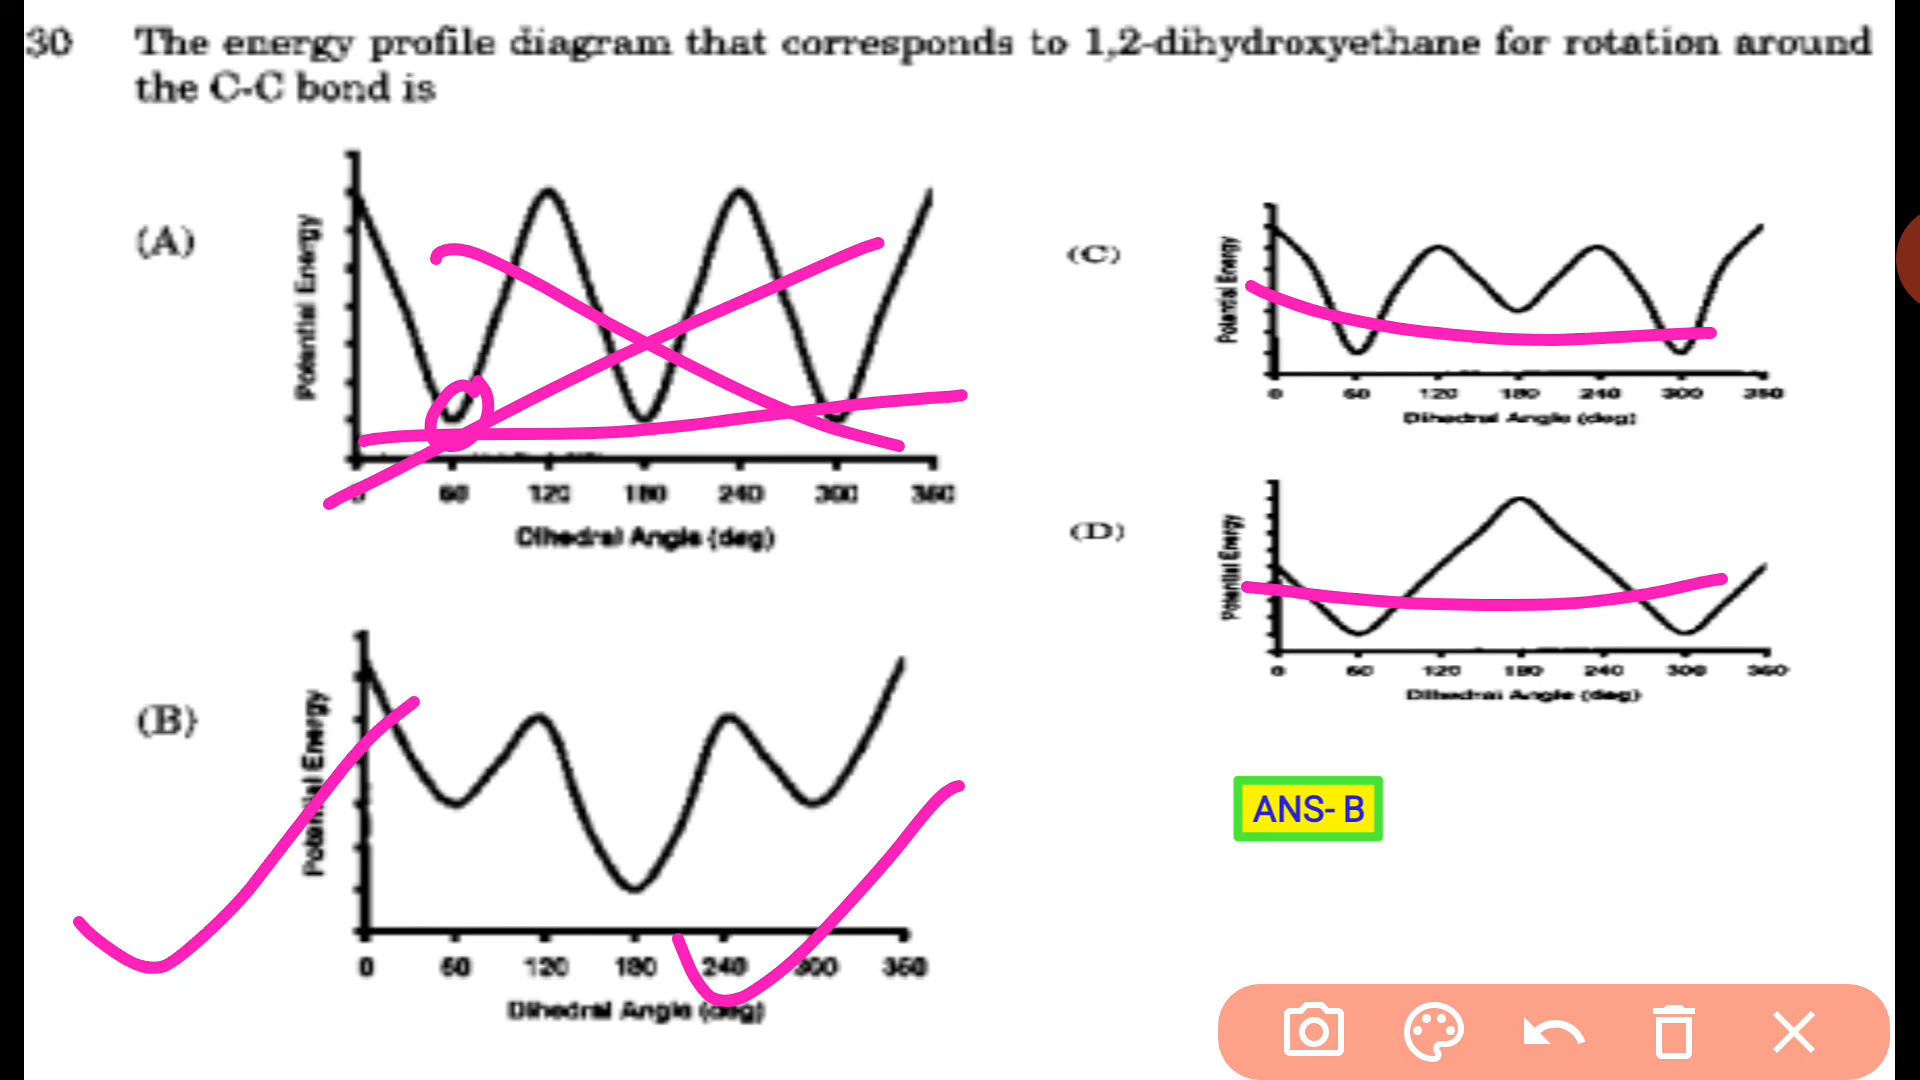 30 The energy profile diagram that corresponds to 1,2-dihydroxyethane for rotation around
the C-C bond is
(A)
Potential Energy
60 120 180 240 300 360
Dihedral Angle (deg)
(B)
Potential Energy
0 60 120 180 240 300 360
Dihedral Angle (deg)
(C)
Potential Energy
0 60 120 180 240 300 360
Dihedral Angle (deg)
(D)
Potential Energy
0 60 120 180 240 300 360
Dihedral Angle (deg)
ANS- B